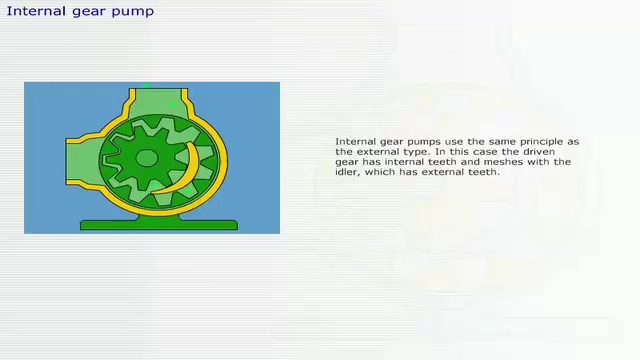 Internal gear pump
Internal gear pumps use the same principle as
the external type. In this case the driven
gear has internal teeth and meshes with the
idler, which has external teeth.